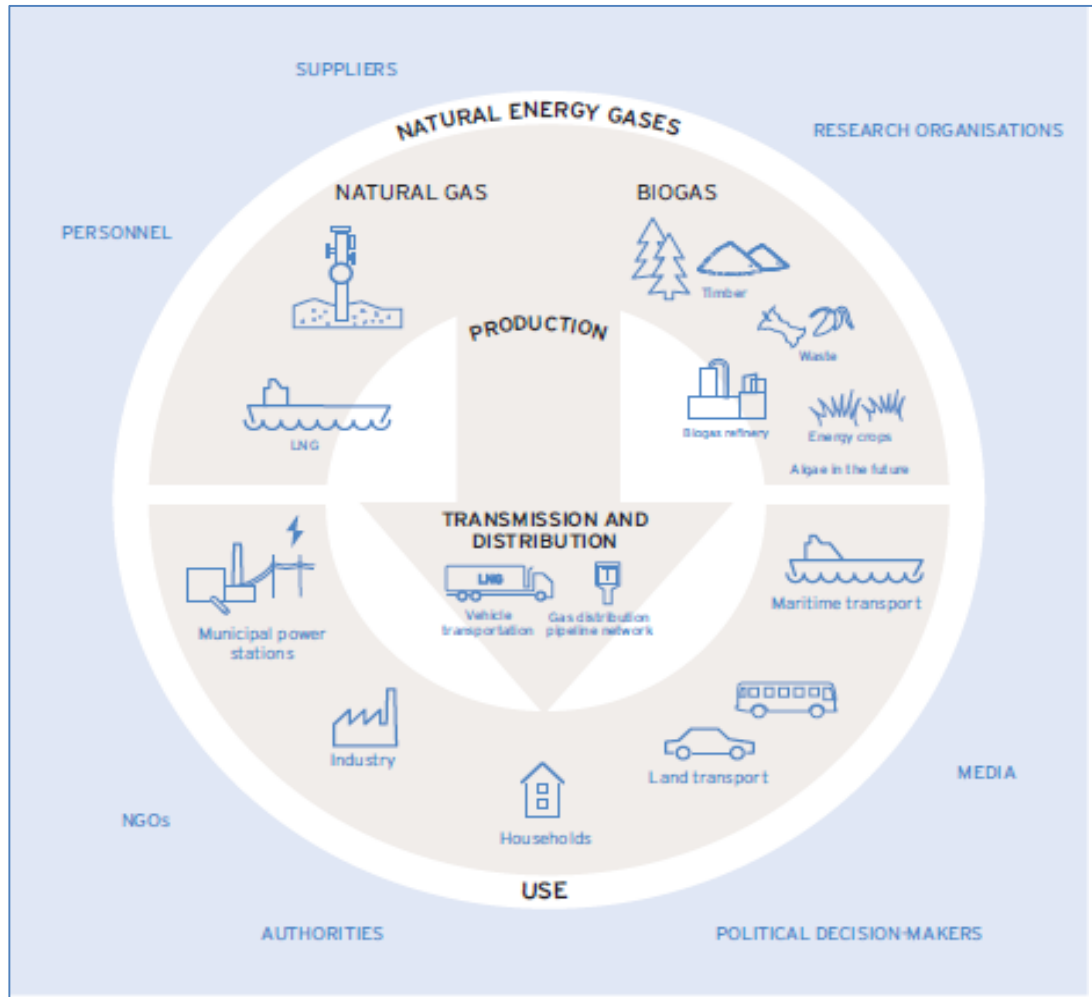 SUPPLIERS
NATURAL ENERGY GASES
RESEARCH ORGANISATIONS
NATURAL GAS
BIOGAS
PERSONNEL
Timber
PRODUCTION
Waste
Biogas refinery
Energy crops
LNG
Algae in the future
TRANSMISSION AND
DISTRIBUTION
LNG
Maritime transport
Vehicle
transportation
Gas distribution
pipeline network
Municipal power
stations
Industry
Land transport
MEDIA
NGOs
Households
USE
AUTHORITIES
POLITICAL DECISION-MAKERS